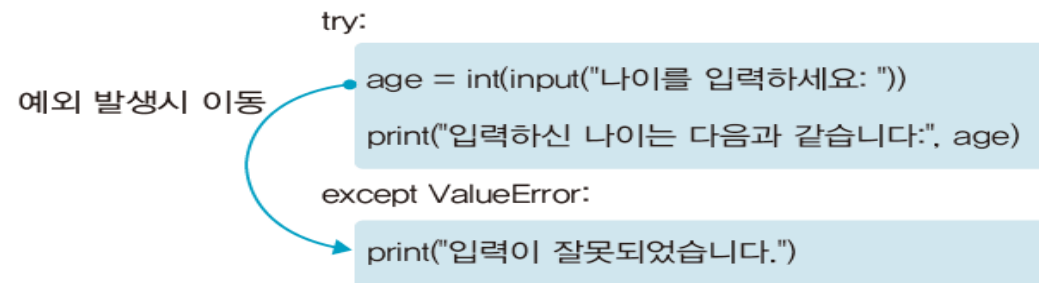 try:
age = int(input("나이를 입력하세요: "))
예외 발생시 이동
print("입력하신 나이는 다음과 같습니다:", age)
except ValueError:
print("입력이 잘못되었습니다.")